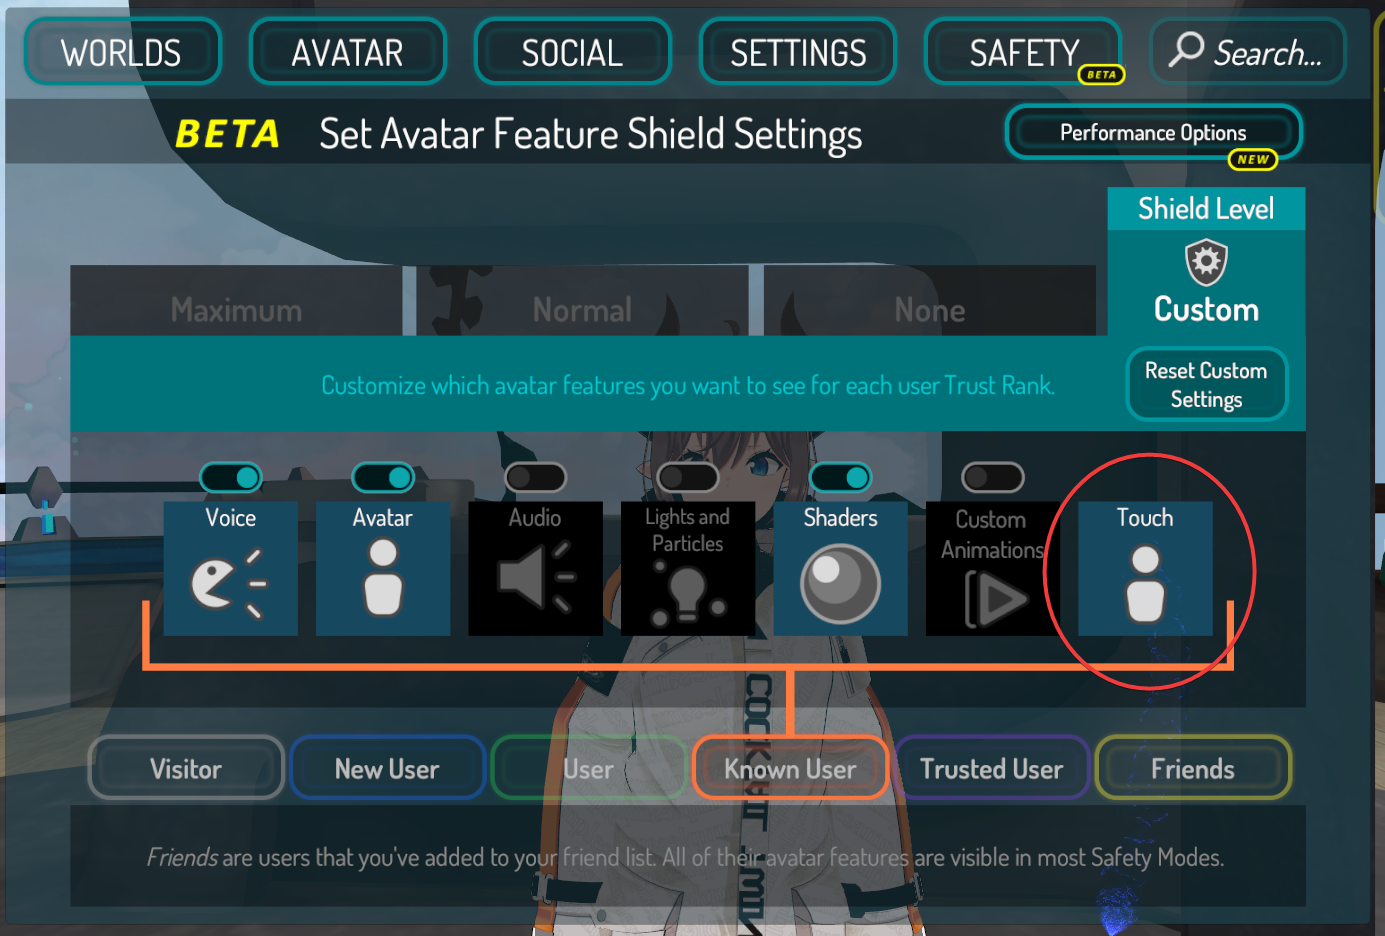 WORLDS
AVATAR
SOCIAL
SETTINGS
SAFETY
BETA
Search...
BETA
Set Avatar Feature Shield Settings
Performance Options
NEW
Shield Level
Maximum
Normal
None
Custom
Customize which avatar features you want to see for each user Trust Rank.
Reset Custom
Settings
Voice
Avatar
Audio
Lights and
Particles
Shaders
Custom
Animations
Touch
Visitor
New User
User
Known User
Trusted User
Friends
Friends are users that you've added to your friend list. All of their avatar features are visible in most Safety Modes.